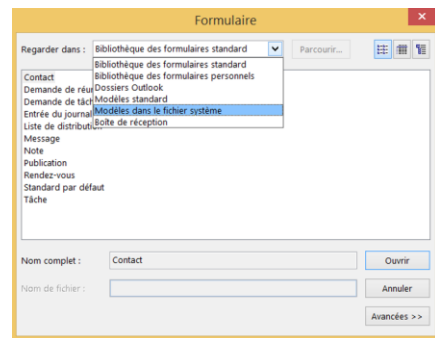 Formulaire
Regarder dans : Bibliothèque des formulaires standard Parcourir...
Bibliothèque des formulaires standard
Bibliothèque des formulaires personnels
Dossiers Outlook
Modèles standard
Modèles dans le fichier système
Boîte de réception
Contact
Demande de réu
Demande de tâch
Entrée du journal
Liste de distribution
Message
Note
Publication
Rendez-vous
Standard par défaut
Tâche
Nom complet : Contact Ouvrir
Nom de fichier : Annuler
Avancées >>